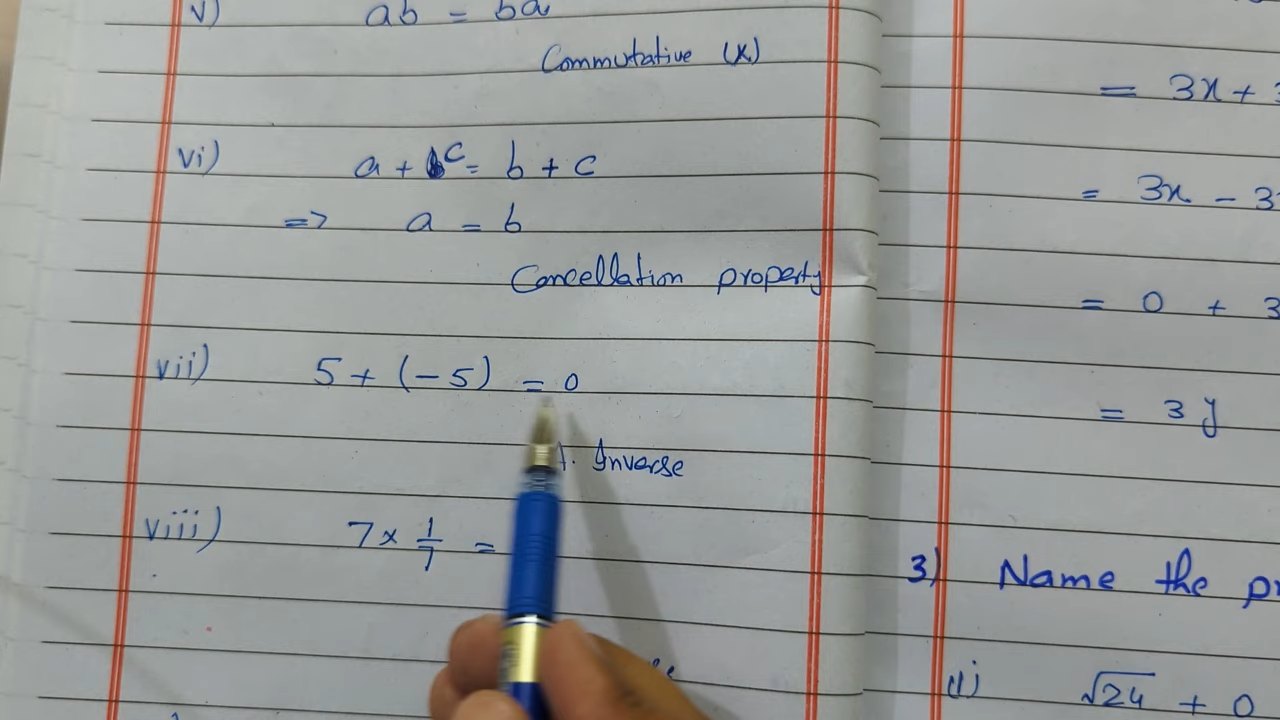 v) ab = ba
Commutative (x)
vi) a + c = b + c
=> a = b
Cancellation property
vii) 5 + (-5) = 0
Inverse
viii) 7 × 1/7 =
= 3x +
= 3x - 3
= 0 + 3
= 3y
3) Name the
(i) √24 + 0